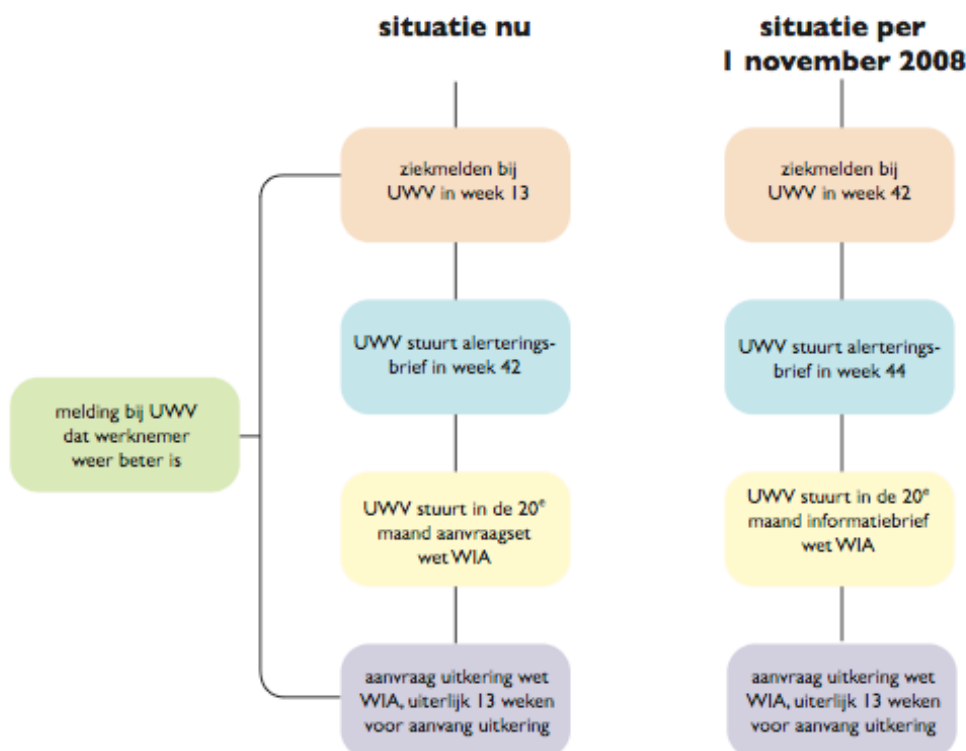 situatie nu
situatie per
1 november 2008
ziekmelden bij
UWV in week 13
ziekmelden bij
UWV in week 42
UWV stuurt alerterings-
brief in week 42
UWV stuurt alerterings-
brief in week 44
melding bij UWV
dat werknemer
weer beter is
UWV stuurt in de 20e
maand aanvraagset
wet WIA
UWV stuurt in de 20e
maand informatiebrief
wet WIA
aanvraag uitkering wet
WIA, uiterlijk 13 weken
voor aanvang uitkering
aanvraag uitkering wet
WIA, uiterlijk 13 weken
voor aanvang uitkering